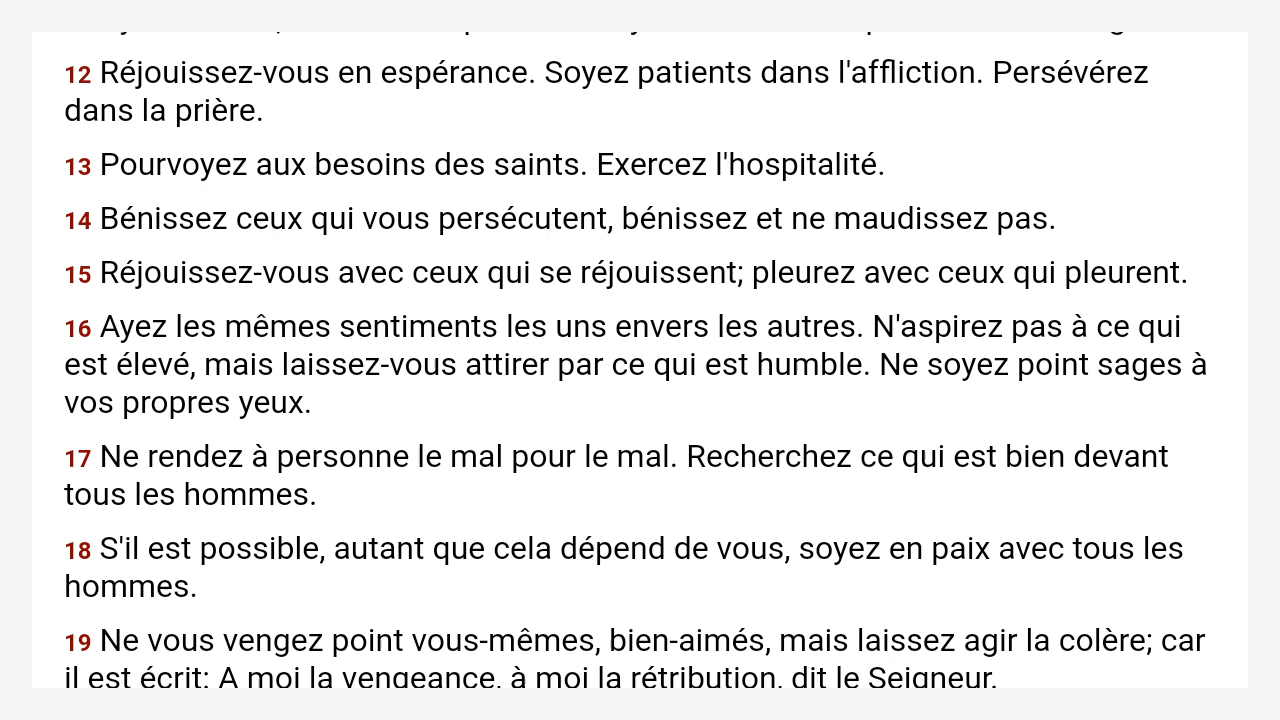 12 Réjouissez-vous en espérance. Soyez patients dans l'affliction. Persévérez
dans la prière.
13 Pourvoyez aux besoins des saints. Exercez l'hospitalité.
14 Bénissez ceux qui vous persécutent, bénissez et ne maudissez pas.
15 Réjouissez-vous avec ceux qui se réjouissent; pleurez avec ceux qui pleurent.
16 Ayez les mêmes sentiments les uns envers les autres. N'aspirez pas à ce qui
est élevé, mais laissez-vous attirer par ce qui est humble. Ne soyez point sages à
vos propres yeux.
17 Ne rendez à personne le mal pour le mal. Recherchez ce qui est bien devant
tous les hommes.
18 S'il est possible, autant que cela dépend de vous, soyez en paix avec tous les
hommes.
19 Ne vous vengez point vous-mêmes, bien-aimés, mais laissez agir la colère; car
il est écrit: A moi la vengeance, à moi la rétribution, dit le Seigneur.